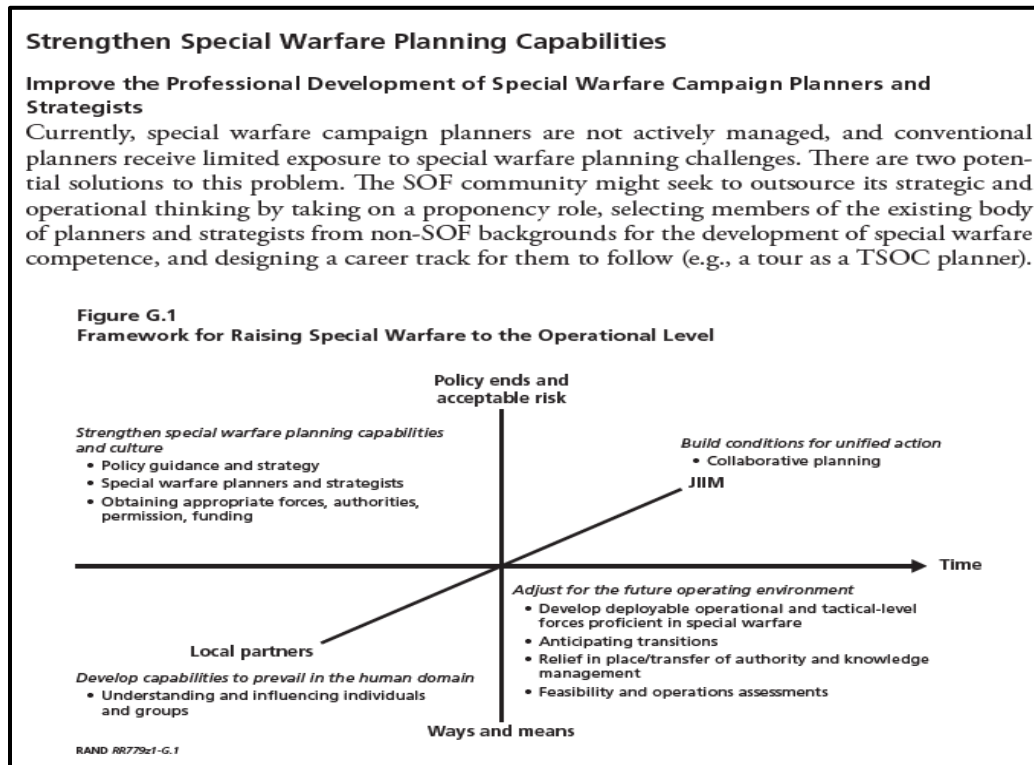 Strengthen Special Warfare Planning Capabilities
Improve the Professional Development of Special Warfare Campaign Planners and
Strategists
Currently, special warfare campaign planners are not actively managed, and conventional
planners receive limited exposure to special warfare planning challenges. There are two poten-
tial solutions to this problem. The SOF community might seek to outsource its strategic and
operational thinking by taking on a proponency role, selecting members of the existing body
of planners and strategists from non-SOF backgrounds for the development of special warfare
competence, and designing a career track for them to follow (e.g., a tour as a TSOC planner).
Figure G.1
Framework for Raising Special Warfare to the Operational Level
Policy ends and
acceptable risk
Strengthen special warfare planning capabilities
and culture
• Policy guidance and strategy
• Special warfare planners and strategists
• Obtaining appropriate forces, authorities,
permission, funding
Build conditions for unified action
• Collaborative planning
JIIM
Time
Adjust for the future operating environment
• Develop deployable operational and tactical-level
forces proficient in special warfare
• Anticipating transitions
• Relief in place/transfer of authority and knowledge
management
• Feasibility and operations assessments
Local partners
Develop capabilities to prevail in the human domain
• Understanding and influencing individuals
and groups
Ways and means
RAND RR779z1-G.1